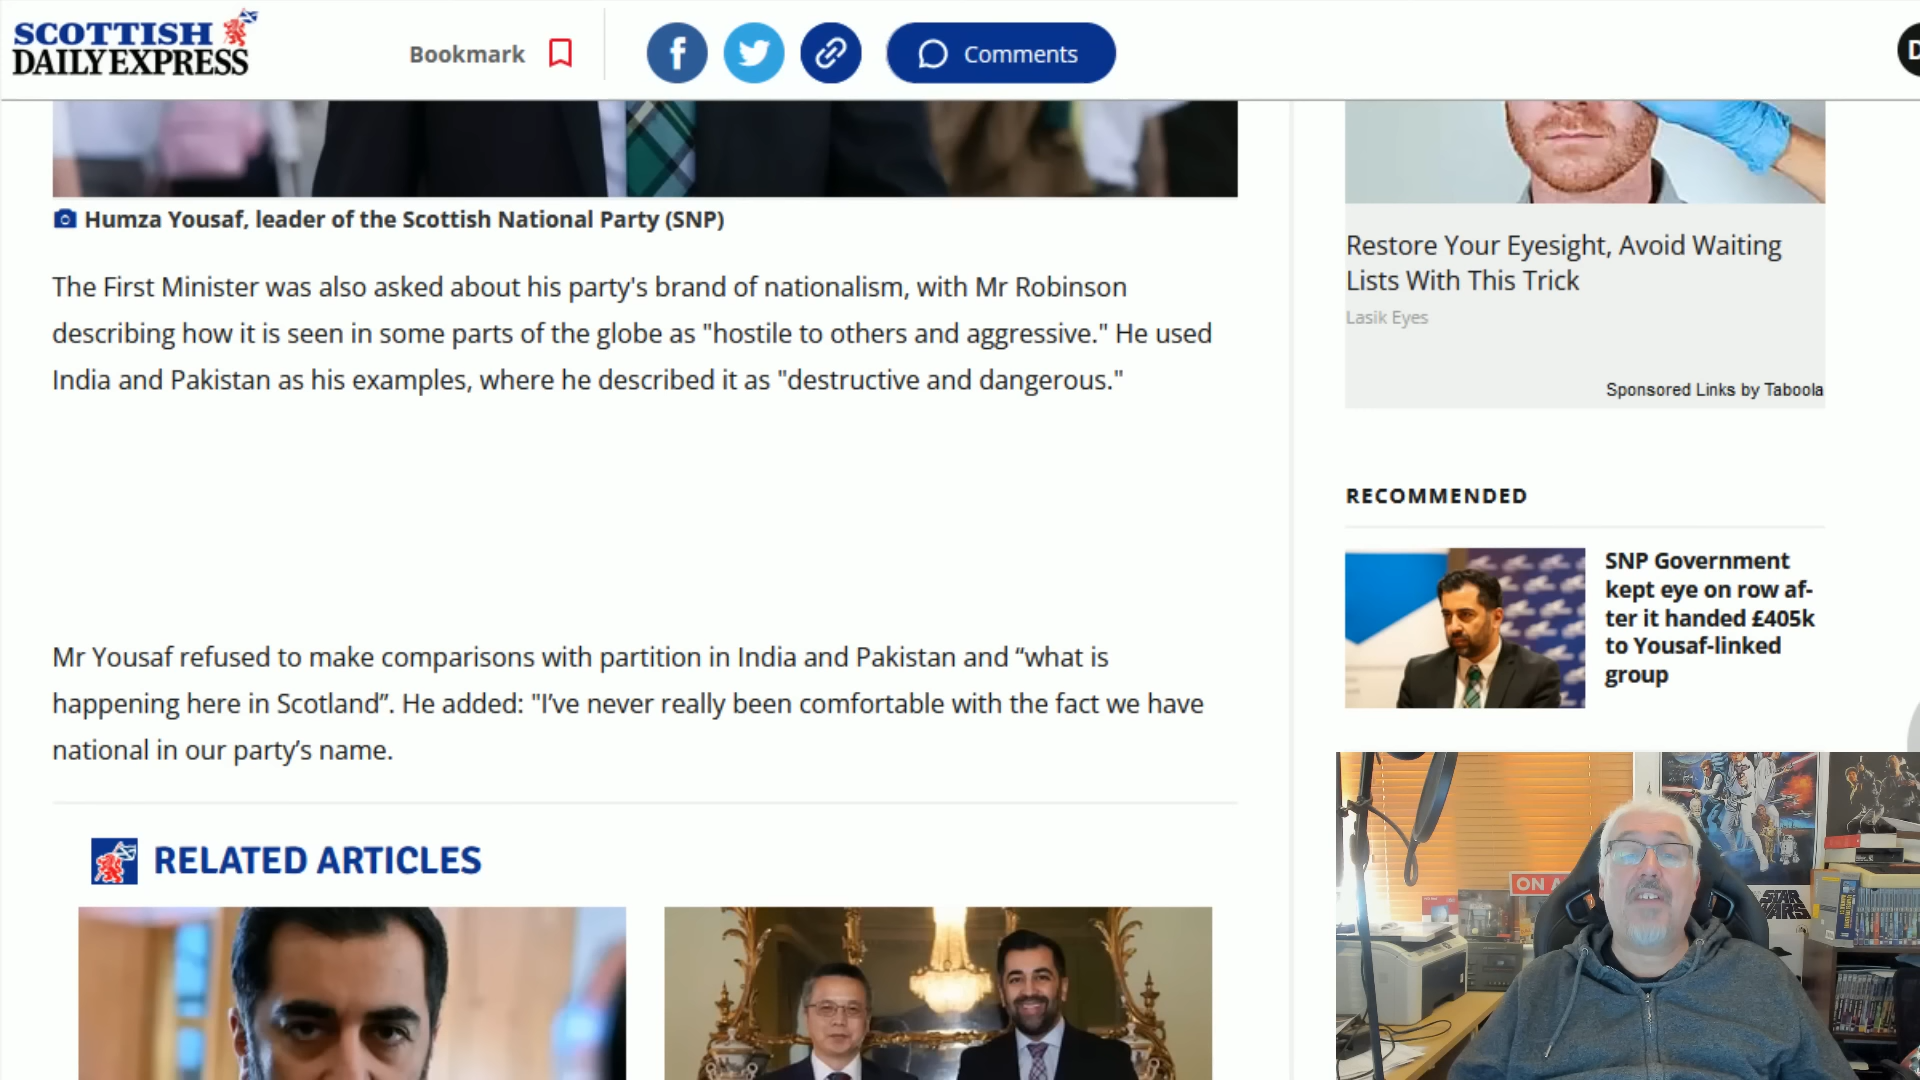 SCOTTISH
DAILY EXPRESS
Bookmark
Comments
Humza Yousaf, leader of the Scottish National Party (SNP)
The First Minister was also asked about his party's brand of nationalism, with Mr Robinson
describing how it is seen in some parts of the globe as "hostile to others and aggressive." He used
India and Pakistan as his examples, where he described it as "destructive and dangerous."
Mr Yousaf refused to make comparisons with partition in India and Pakistan and “what is
happening here in Scotland”. He added: "I’ve never really been comfortable with the fact we have
national in our party’s name.
RELATED ARTICLES
Restore Your Eyesight, Avoid Waiting
Lists With This Trick
Lasik Eyes
Sponsored Links by Taboola
RECOMMENDED
SNP Government
kept eye on row af-
ter it handed £405k
to Yousaf-linked
group
ON A
STAR
WARS